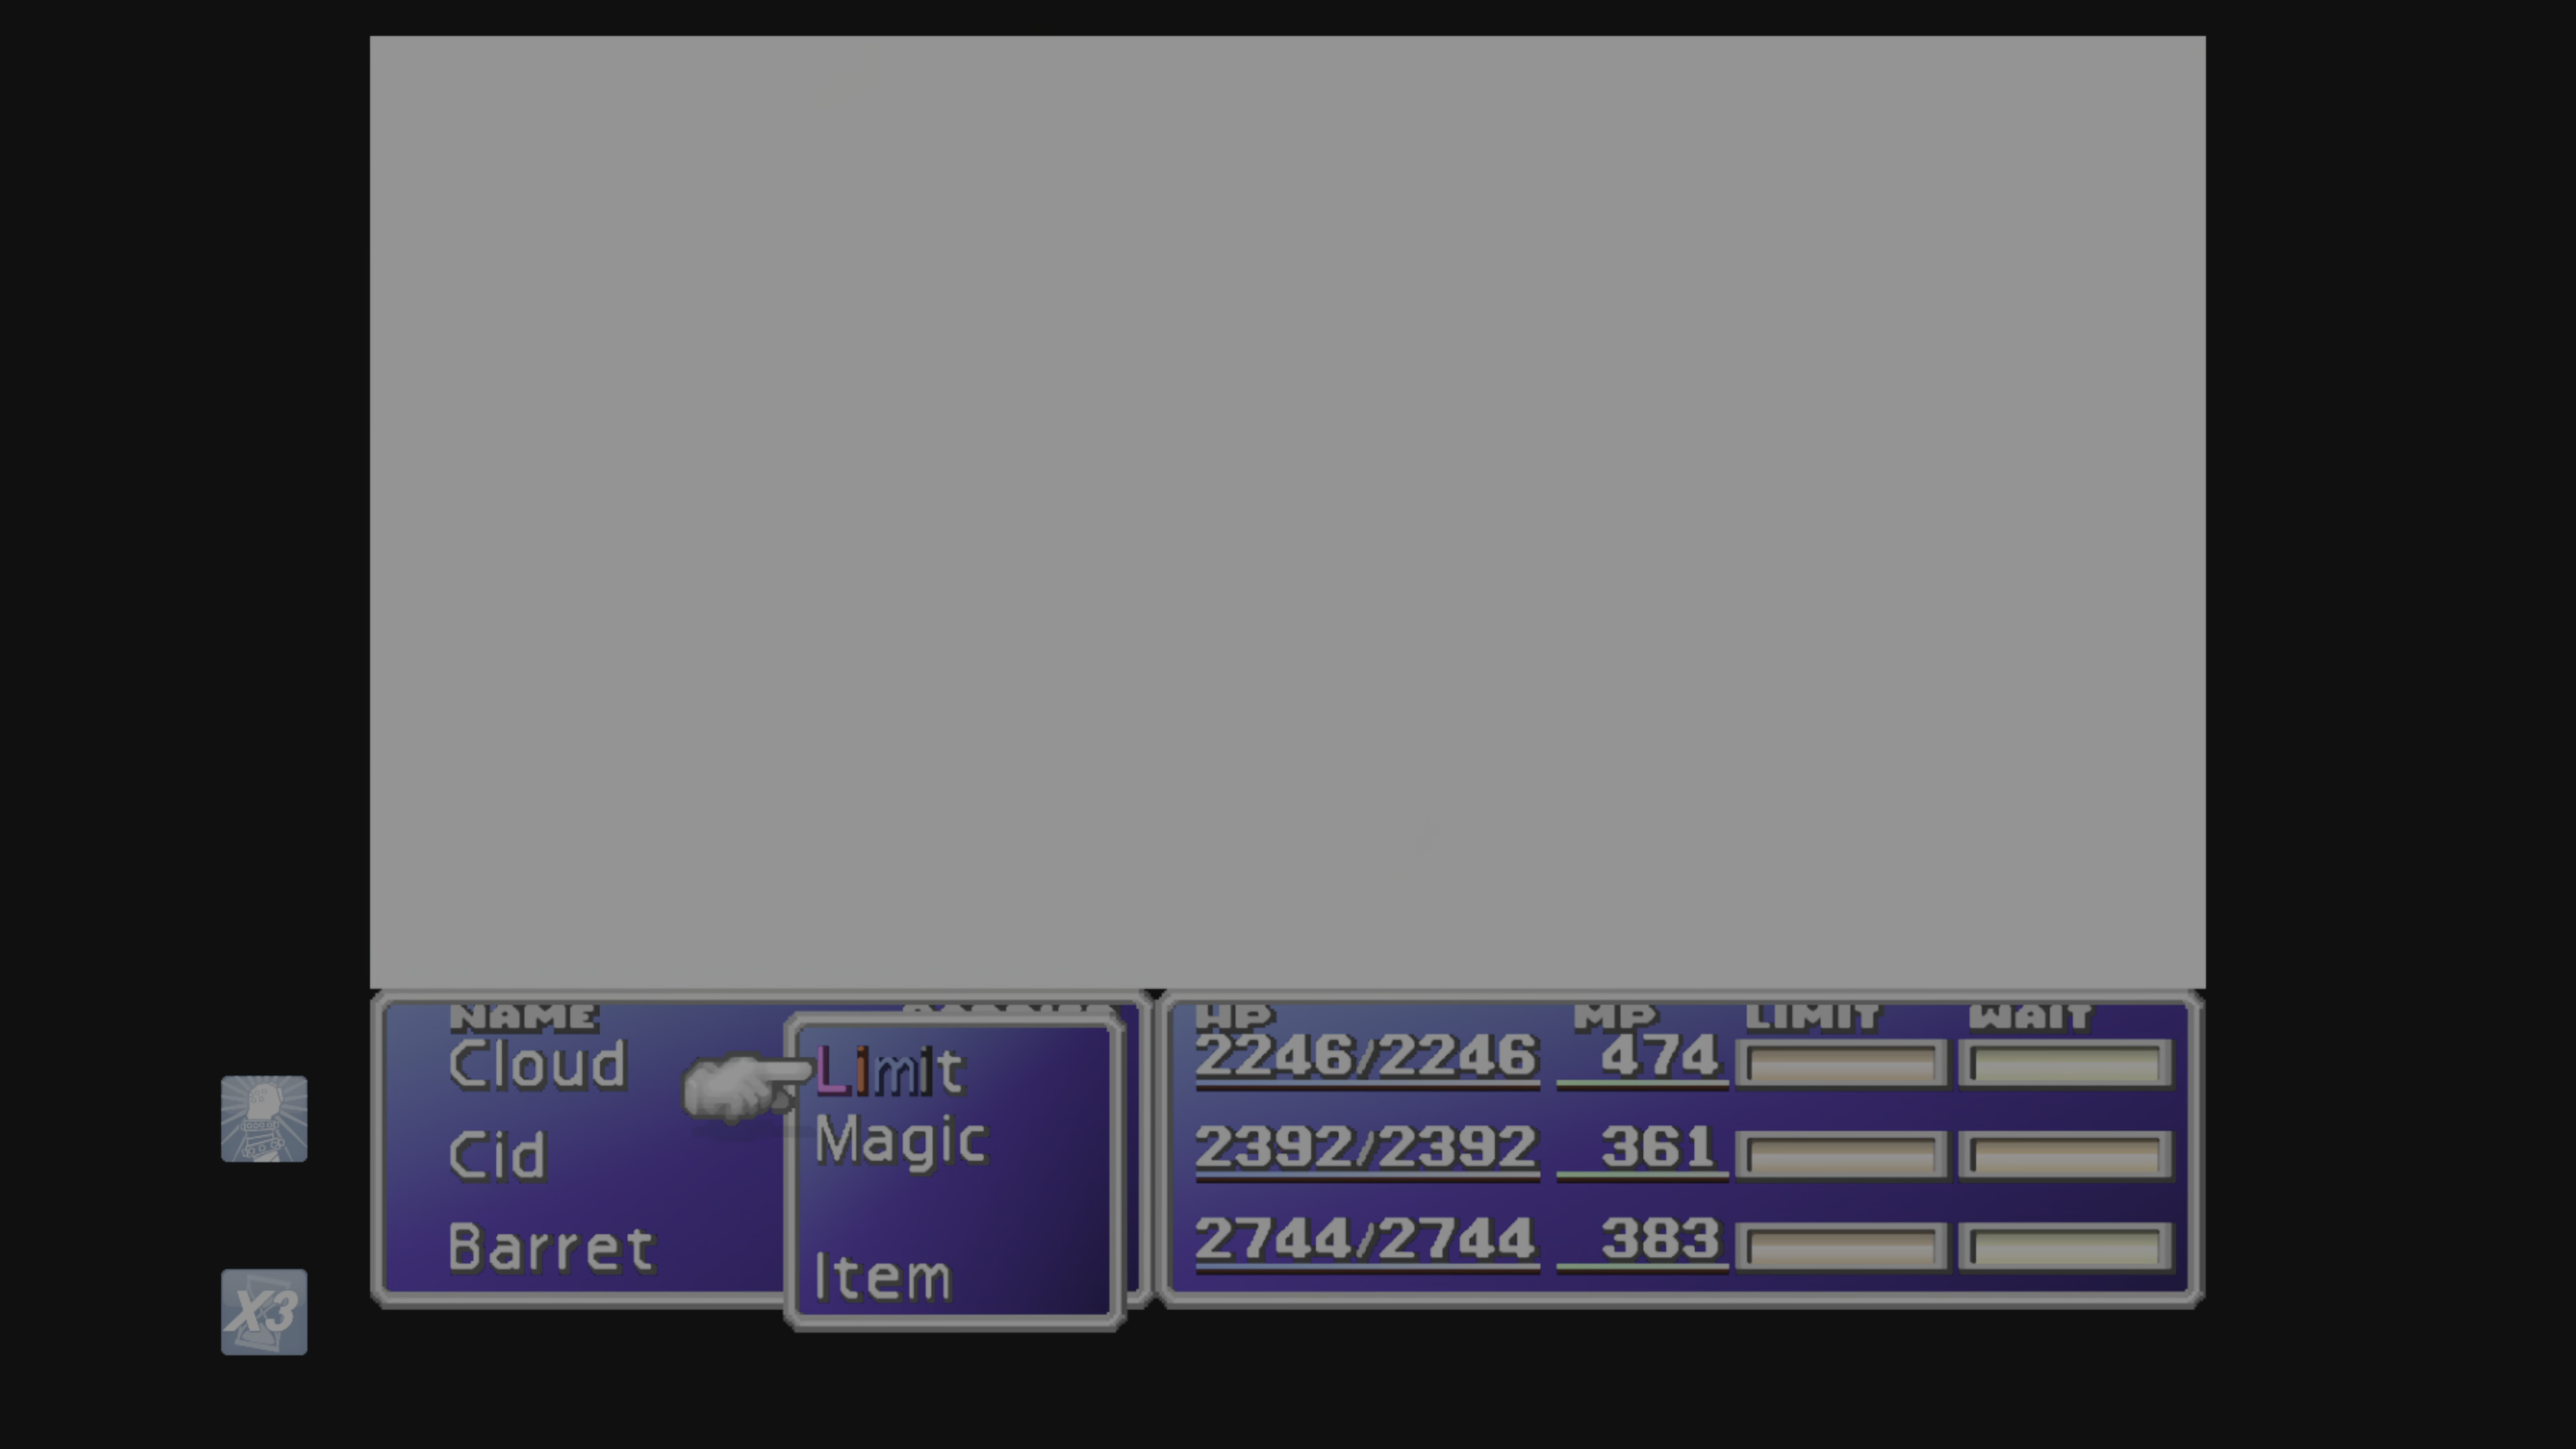 NAME HP MP LIMIT WAIT
Cloud Limit 2246/2246 474
Magic
Cid 2392/2392 361
Barret 2744/2744 383
Item
X3